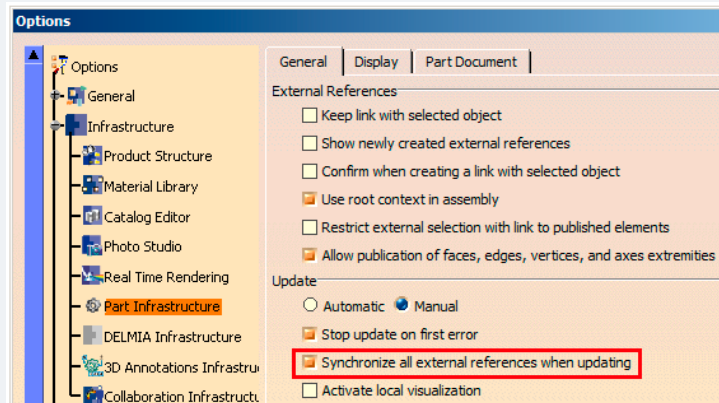 Options
Options
General
Infrastructure
Product Structure
Material Library
Catalog Editor
Photo Studio
Real Time Rendering
Part Infrastructure
DELMIA Infrastructure
3D Annotations Infrastru
Collaboration Infrastructu
General Display Part Document
External References
Keep link with selected object
Show newly created external references
Confirm when creating a link with selected object
Use root context in assembly
Restrict external selection with link to published elements
Allow publication of faces, edges, vertices, and axes extremities
Update
Automatic Manual
Stop update on first error
Synchronize all external references when updating
Activate local visualization